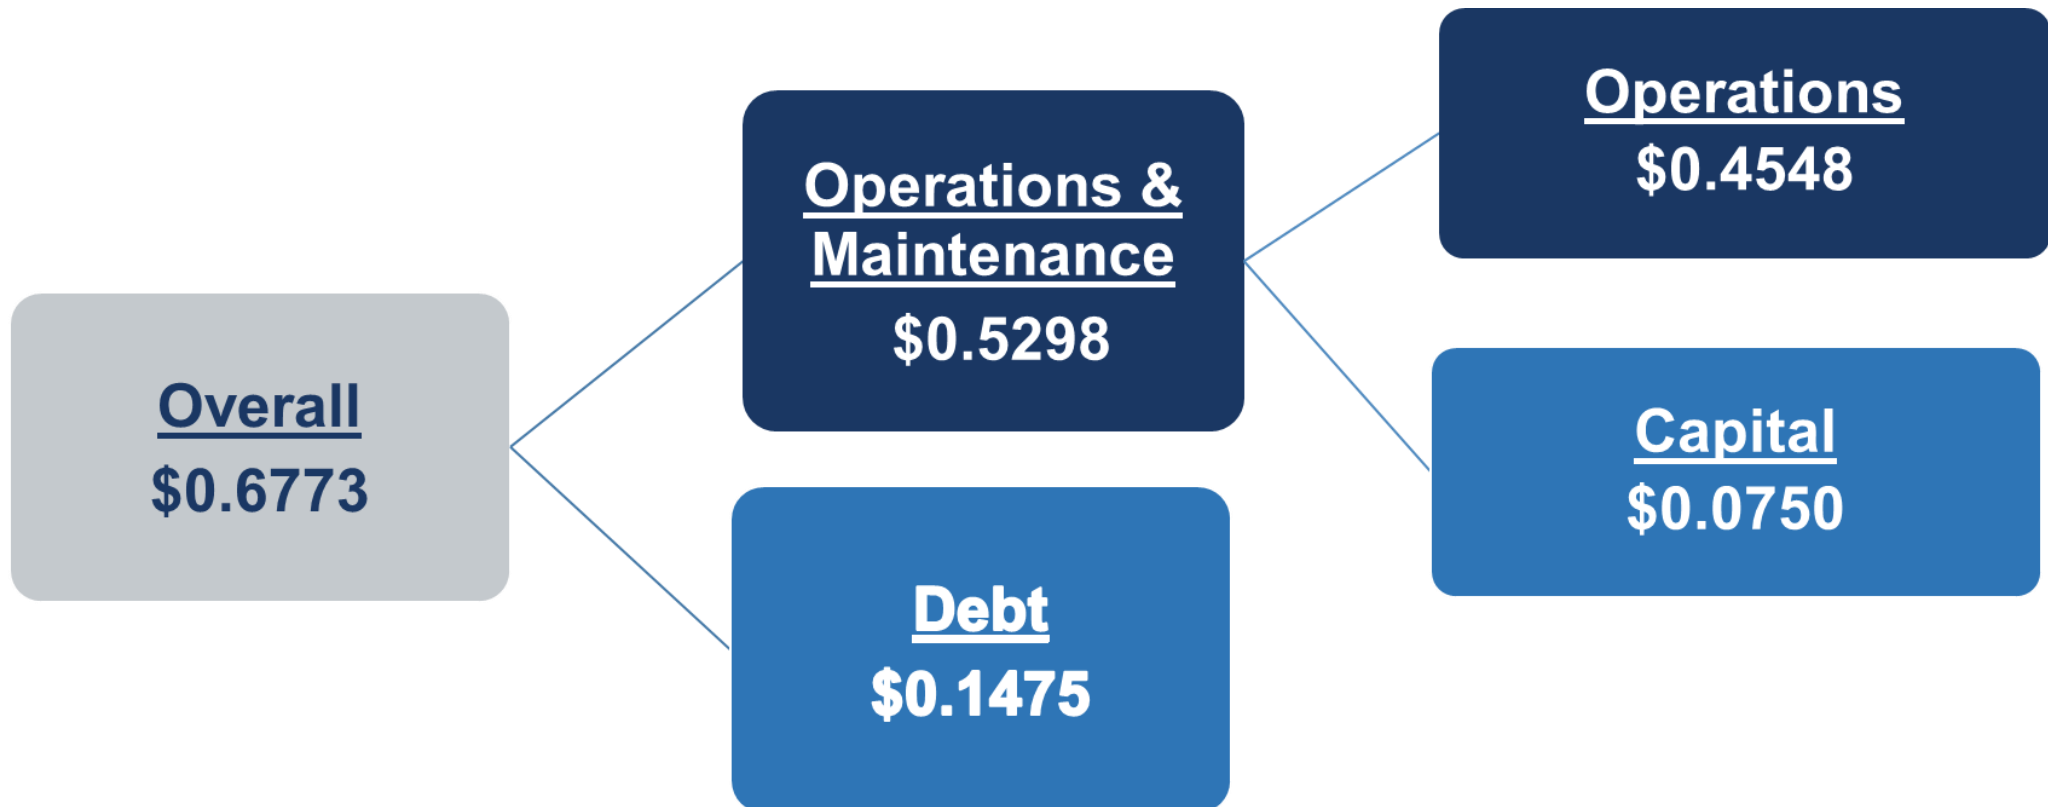 Overall
$0.6773
Operations &
Maintenance
$0.5298
Debt
$0.1475
Operations
$0.4548
Capital
$0.0750